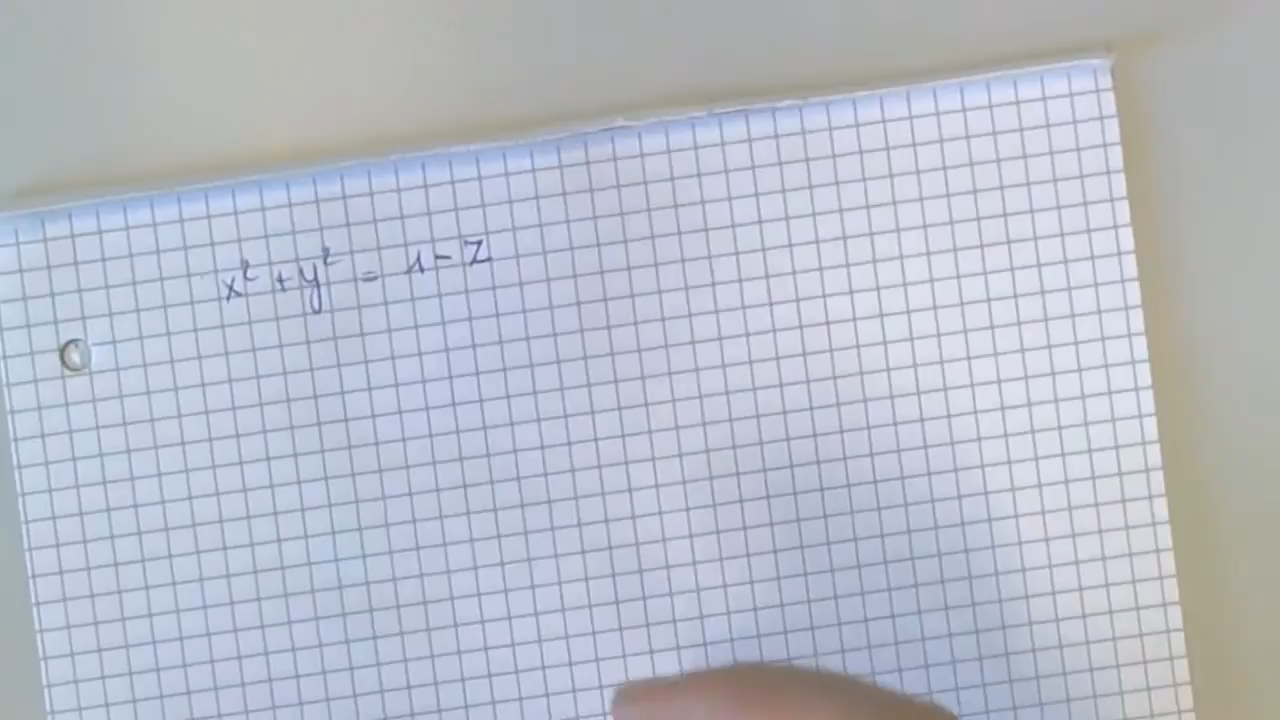 x² + y² = 1 - z